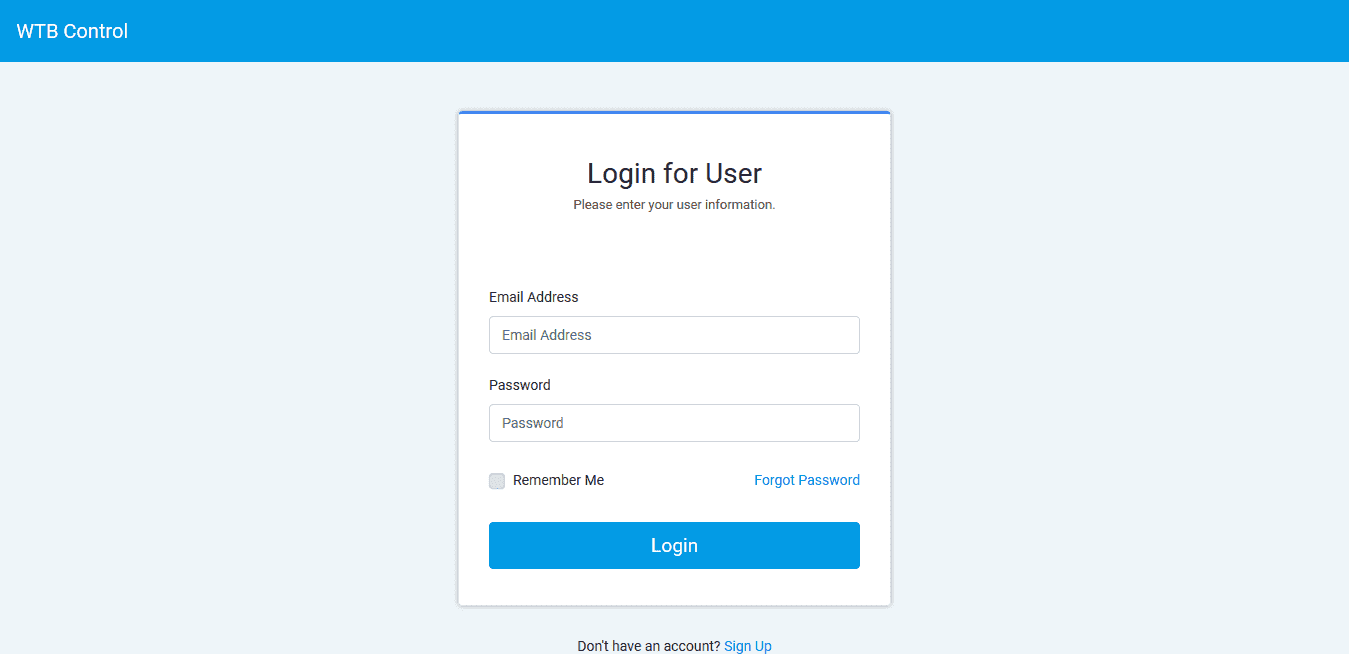 WTB Control
Login for User
Please enter your user information.
Email Address
Email Address
Password
Password
Remember Me Forgot Password
Login
Don't have an account? Sign Up